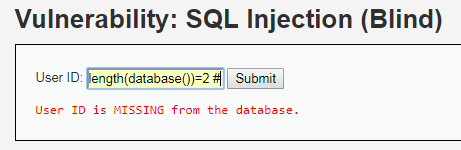 Vulnerability: SQL Injection (Blind)
User ID: length(database())=2 # Submit
User ID is MISSING from the database.